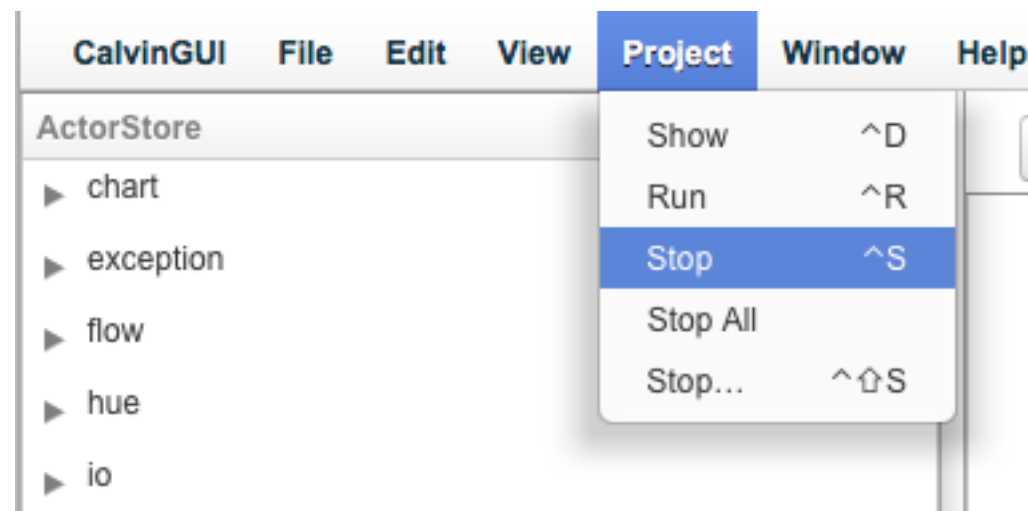 CalvinGUI File Edit View Project Window Help
ActorStore
chart
exception
flow
hue
io
Show ^D
Run ^R
Stop ^S
Stop All
Stop... ^⇧S